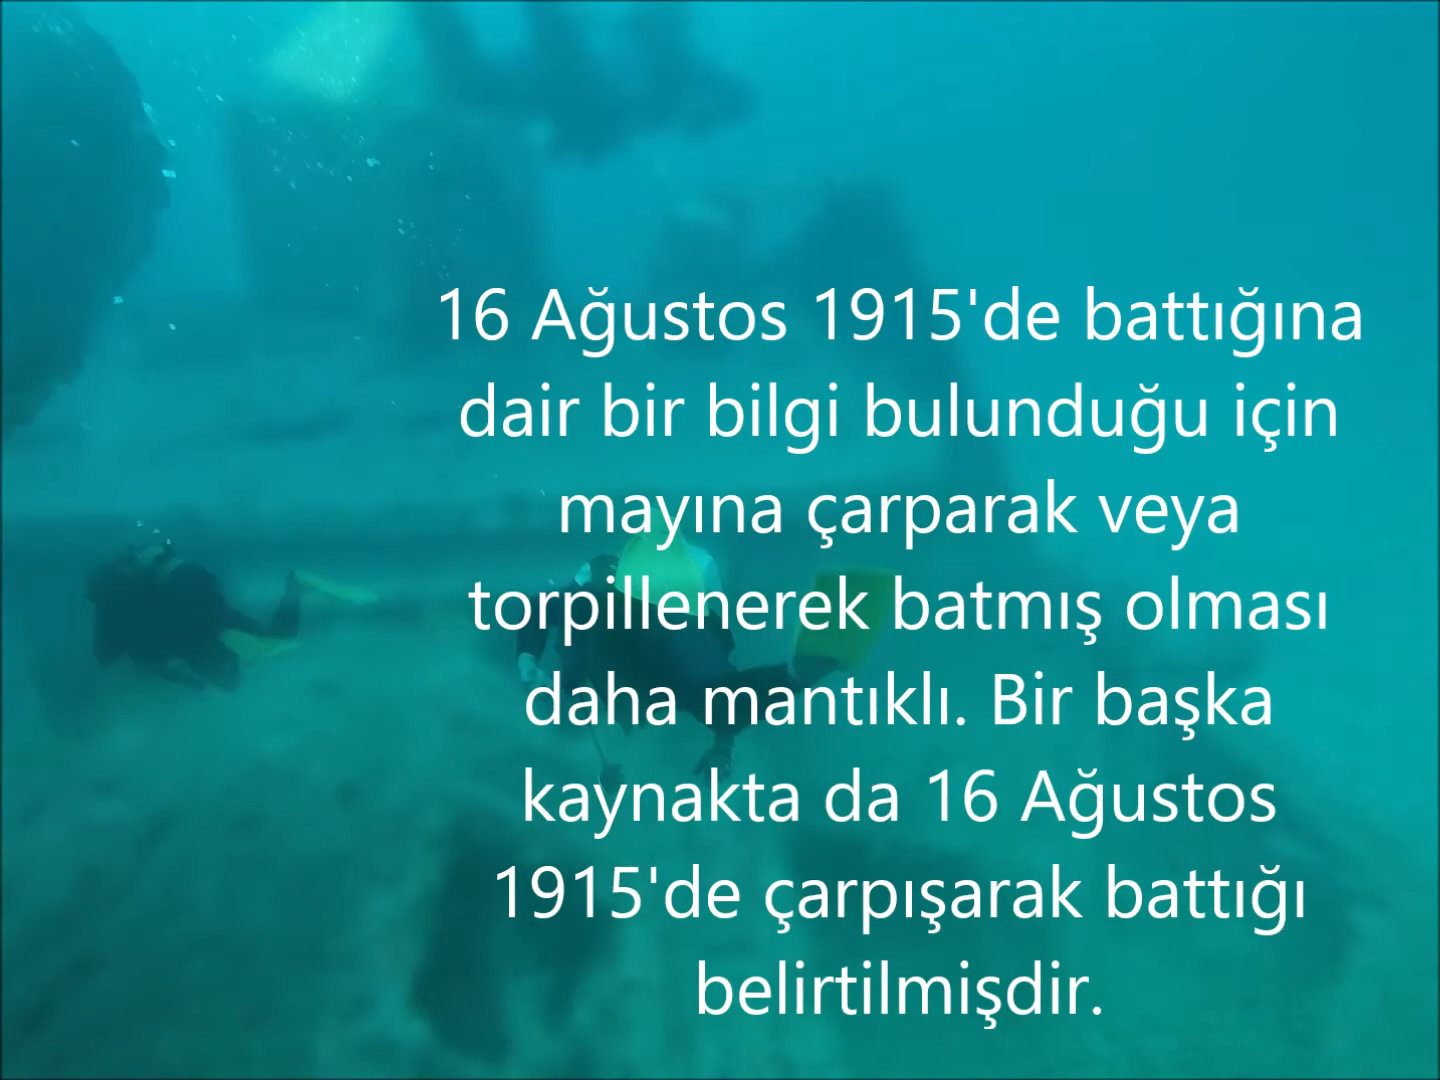 16 Ağustos 1915'de battığına
dair bir bilgi bulunduğu için
mayına çarparak veya
torpillenerek batmış olması
daha mantıklı. Bir başka
kaynakta da 16 Ağustos
1915'de çarpışarak battığı
belirtilmişdir.